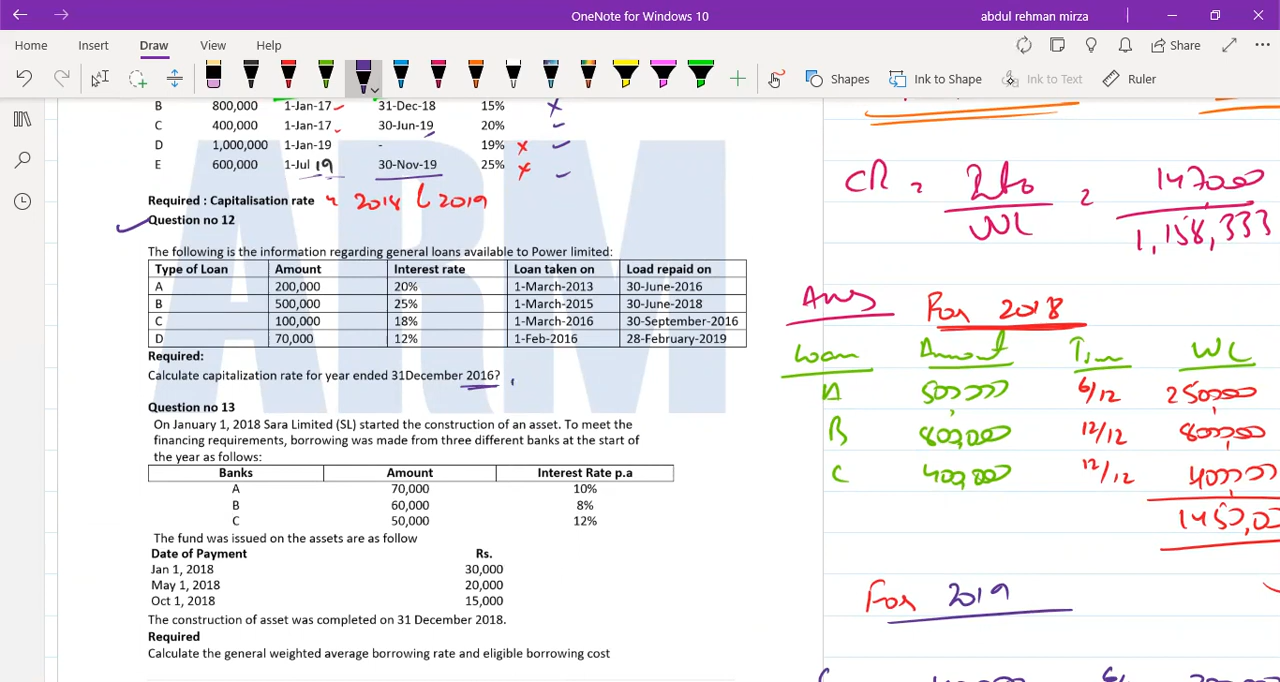 OneNote for Windows 10
abdul rehman mirza
Home Insert Draw View Help
Share
Shapes Ink to Shape Ink to Text Ruler
B 800,000 1-Jan-17 31-Dec-18 15%
C 400,000 1-Jan-17 30-Jun-19 20%
D 1,000,000 1-Jan-19 - 19%
E 600,000 1-Jul 19 30-Nov-19 25%
Required : Capitalisation rate 2018 2019
Question no 12
The following is the information regarding general loans available to Power limited:
Type of Loan Amount Interest rate Loan taken on Load repaid on
A 200,000 20% 1-March-2013 30-June-2016
B 500,000 25% 1-March-2015 30-June-2018
C 100,000 18% 1-March-2016 30-September-2016
D 70,000 12% 1-Feb-2016 28-February-2019
Required:
Calculate capitalization rate for year ended 31December 2016?
Question no 13
On January 1, 2018 Sara Limited (SL) started the construction of an asset. To meet the
financing requirements, borrowing was made from three different banks at the start of
the year as follows:
Banks Amount Interest Rate p.a
A 70,000 10%
B 60,000 8%
C 50,000 12%
The fund was issued on the assets are as follow
Date of Payment Rs.
Jan 1, 2018 30,000
May 1, 2018 20,000
Oct 1, 2018 15,000
The construction of asset was completed on 31 December 2018.
Required
Calculate the general weighted average borrowing rate and eligible borrowing cost
ARM
CR = = 147000
WL 1,158,333
Ans For 2018
Loan Amount Time WL
A 500,000 6/12 250,000
B 800,000 12/12 800,000
C 400,000 12/12 400,000
For 2019